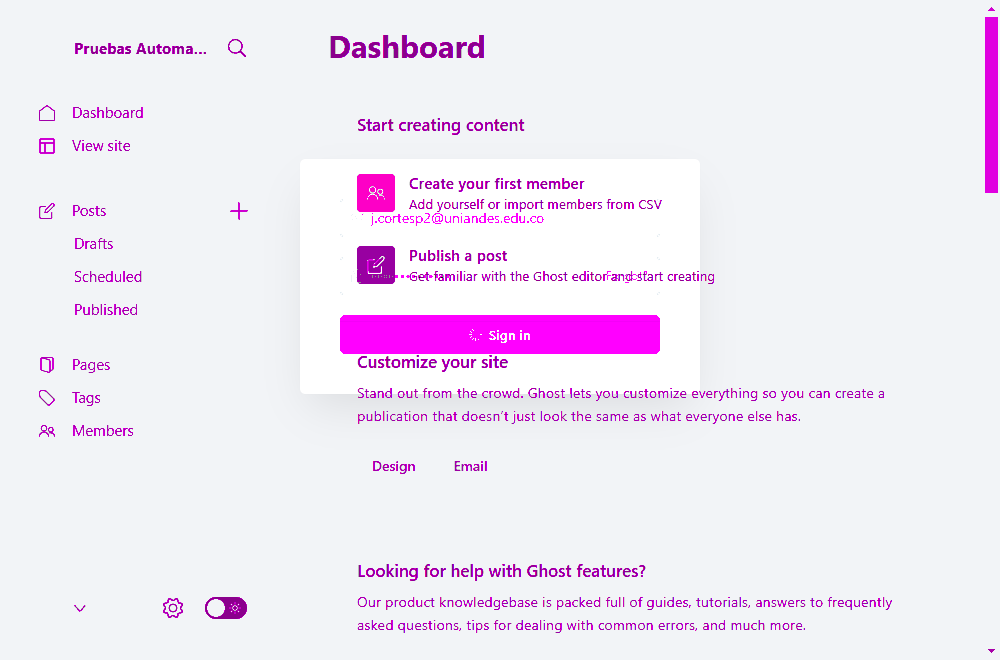 Pruebas Automa...
Dashboard
View site
Posts
Drafts
Scheduled
Published
Pages
Tags
Members
Dashboard
Start creating content
Create your first member
Add yourself or import members from CSV
j.cortesp2@uniandes.edu.co
Publish a post
Get familiar with the Ghost editor and start creating
Forgot?
Sign in
Customize your site
Stand out from the crowd. Ghost lets you customize everything so you can create a
publication that doesn't just look the same as what everyone else has.
Design
Email
Looking for help with Ghost features?
Our product knowledgebase is packed full of guides, tutorials, answers to frequently
asked questions, tips for dealing with common errors, and much more.